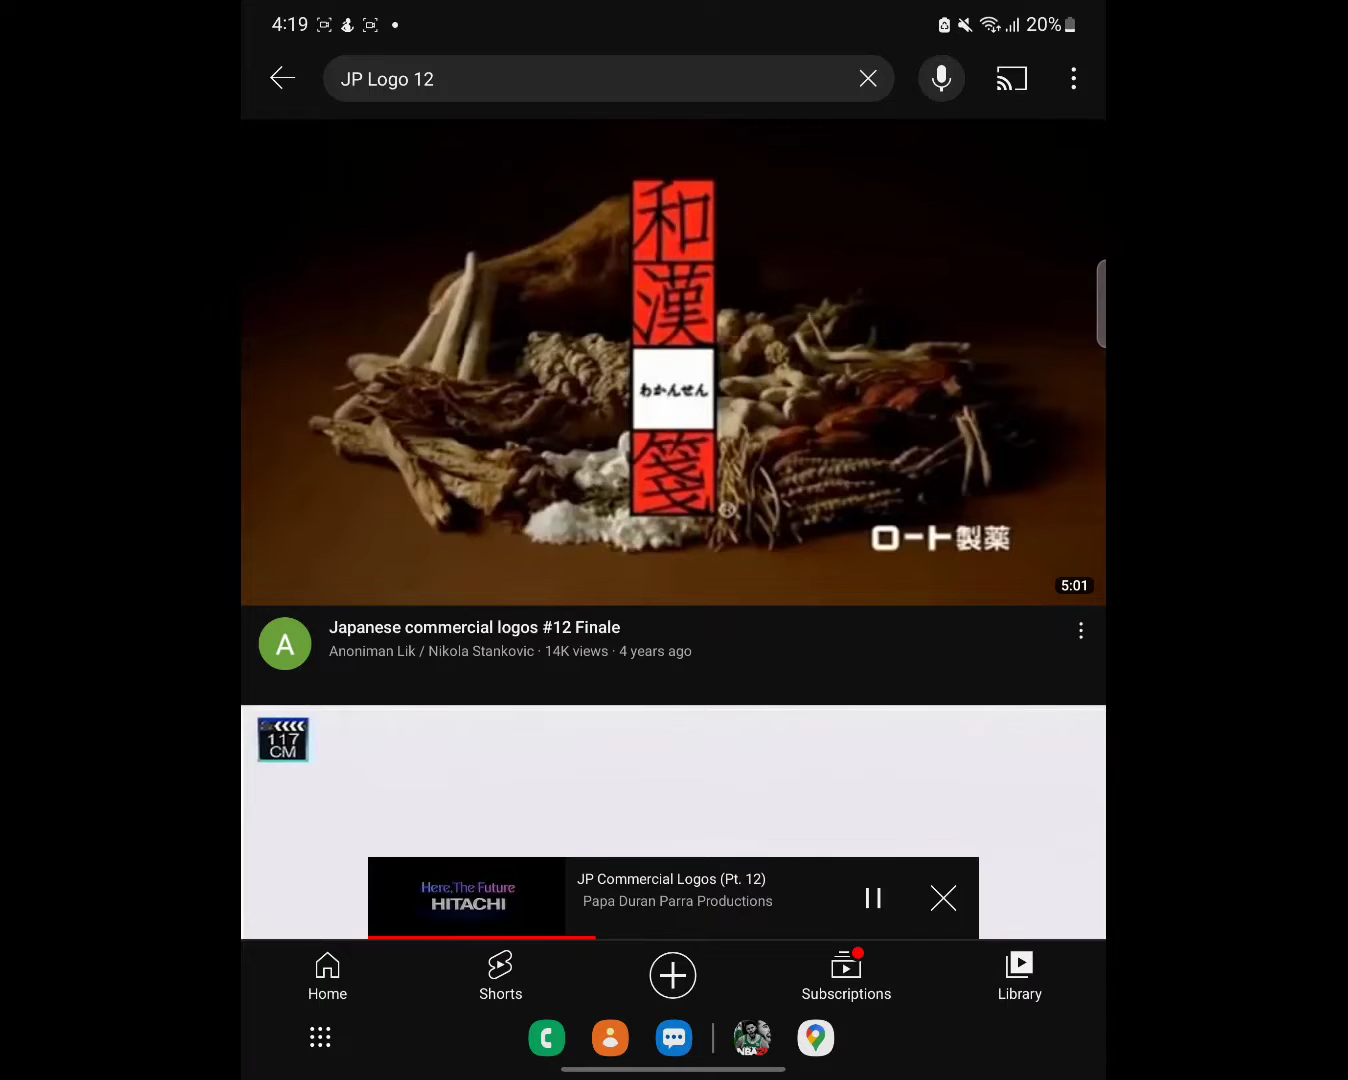 4:19
20%
JP Logo 12
和
漢
わかんせん
箋
ロート製薬
5:01
A
Japanese commercial logos #12 Finale
Anoniman Lik / Nikola Stankovic · 14K views · 4 years ago
117
CM
Here,The Future
HITACHI
JP Commercial Logos (Pt. 12)
Papa Duran Parra Productions
Home
Shorts
Subscriptions
Library